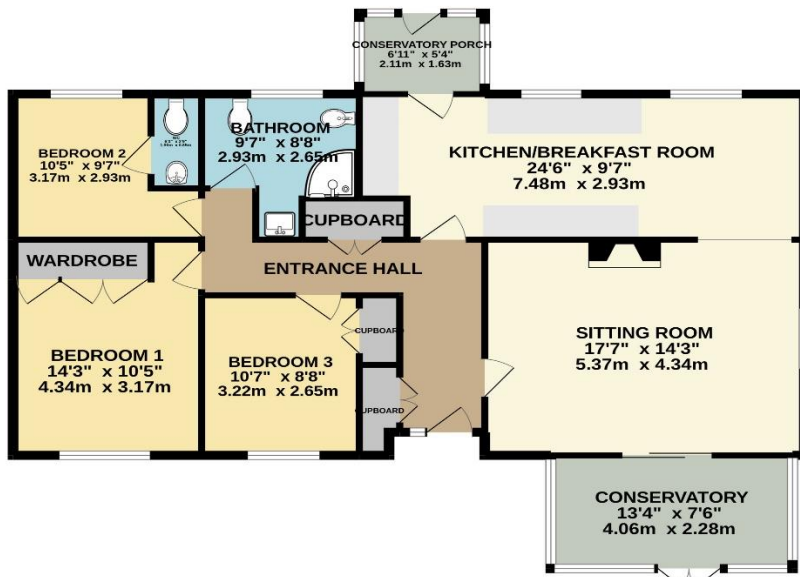 CONSERVATORY PORCH
6'11" x 5'4"
2.11m x 1.63m
BEDROOM 2
10'5" x 9'7"
3.17m x 2.93m
BATHROOM
9'7" x 8'8"
2.93m x 2.65m
KITCHEN/BREAKFAST ROOM
24'6" x 9'7"
7.48m x 2.93m
CUPBOARD
WARDROBE
ENTRANCE HALL
BEDROOM 1
14'3" x 10'5"
4.34m x 3.17m
BEDROOM 3
10'7" x 8'8"
3.22m x 2.65m
CUPBOARD
CUPBOARD
SITTING ROOM
17'7" x 14'3"
5.37m x 4.34m
CONSERVATORY
13'4" x 7'6"
4.06m x 2.28m